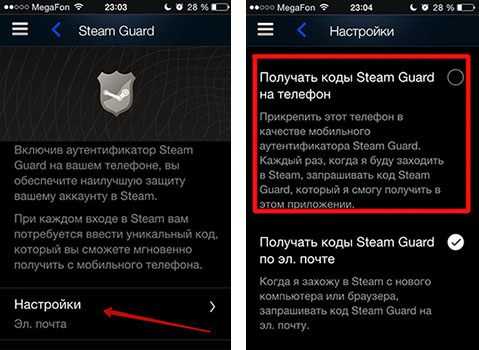 MegaFon 23:03 28 %
Steam Guard
Включив аутентификатор Steam
Guard на вашем телефоне, вы
обеспечите наилучшую защиту
вашему аккаунту в Steam.
При каждом входе в Steam вам
потребуется ввести уникальный код,
который вы сможете мгновенно
получить с мобильного телефона.
Настройки
Эл. почта
MegaFon 23:04 28 %
Настройки
Получать коды Steam Guard
на телефон
Прикрепить этот телефон в
качестве мобильного
аутентификатора Steam Guard.
Каждый раз, когда я буду заходить
в Steam, запрашивать код Steam
Guard, который я смогу получить в
этом приложении.
Получать коды Steam Guard
по эл. почте
Когда я захожу в Steam с нового
компьютера или браузера,
запрашивать код Steam Guard на
эл. почту.